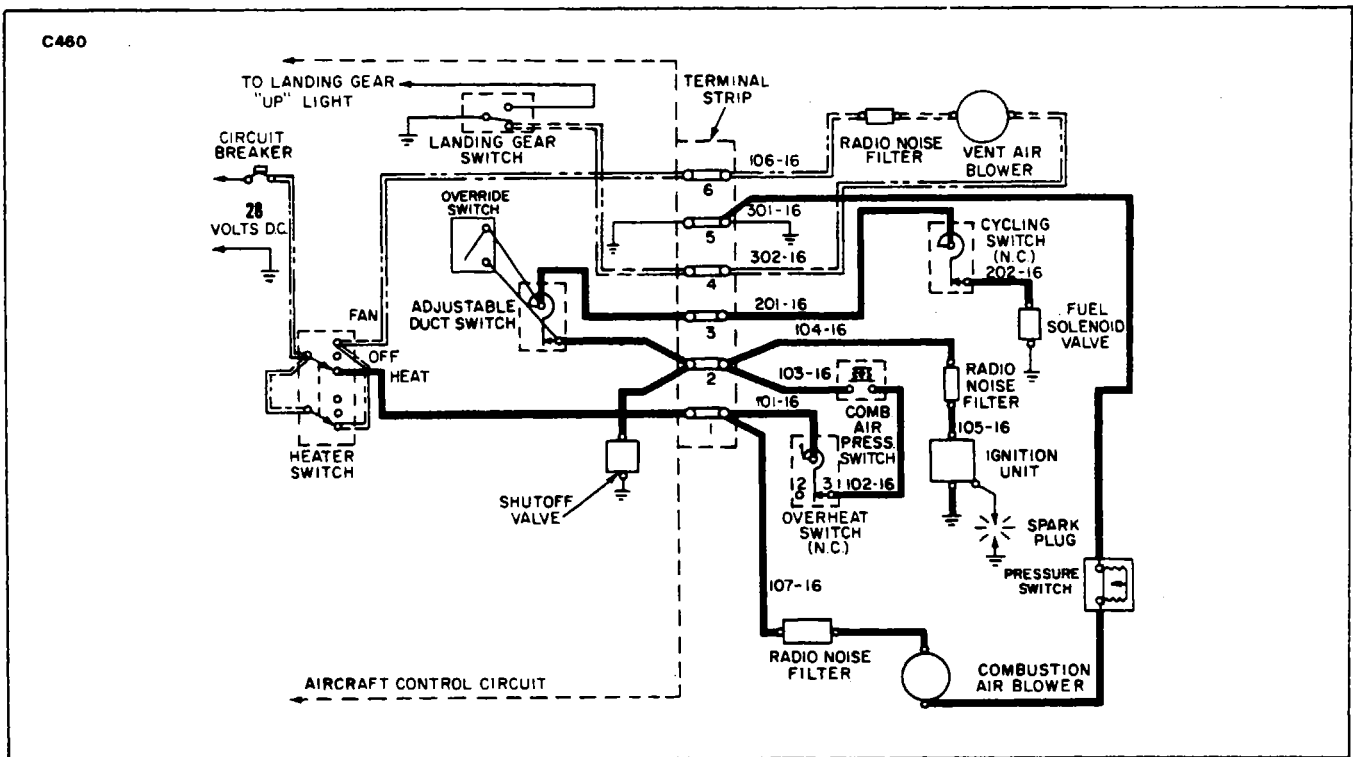 C460
TO LANDING GEAR
"UP" LIGHT
TERMINAL
STRIP
CIRCUIT
BREAKER
LANDING GEAR
SWITCH
RADIO NOISE
FILTER
VENT AIR
BLOWER
106-16
6
28
VOLTS D.C.
OVERRIDE
SWITCH
301-16
5
CYCLING
SWITCH
(N.C.)
202-16
302-16
4
ADJUSTABLE
DUCT SWITCH
201-16
3
FUEL
SOLENOID
VALVE
FAN
OFF
HEAT
104-16
2
103-16
RADIO
NOISE
FILTER
101-16
1
COMB
AIR
PRESS.
SWITCH
105-16
IGNITION
UNIT
HEATER
SWITCH
1
2 3
102-16
SHUTOFF
VALVE
OVERHEAT
SWITCH
(N.C.)
SPARK
PLUG
PRESSURE
SWITCH
107-16
RADIO NOISE
FILTER
COMBUSTION
AIR BLOWER
AIRCRAFT CONTROL CIRCUIT